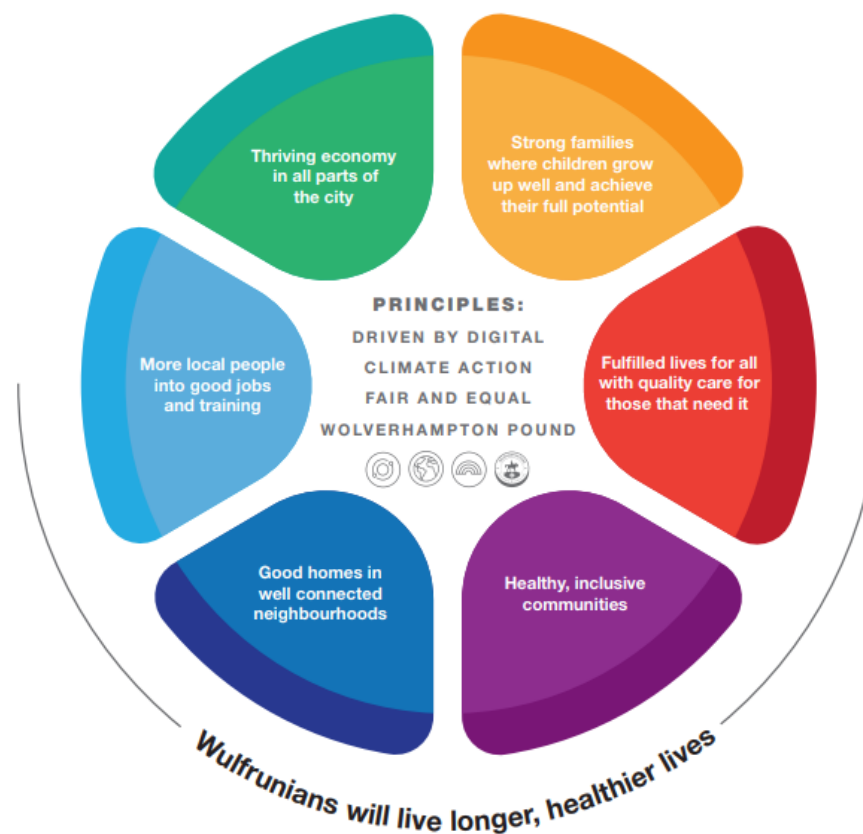 Thriving economy
in all parts of
the city
Strong families
where children grow
up well and achieve
their full potential
More local people
into good jobs
and training
PRINCIPLES:
DRIVEN BY DIGITAL
CLIMATE ACTION
FAIR AND EQUAL
WOLVERHAMPTON POUND
Fulfilled lives for all
with quality care for
those that need it
Good homes in
well connected
neighbourhoods
Healthy, inclusive
communities
Wulfrunians will live longer, healthier lives